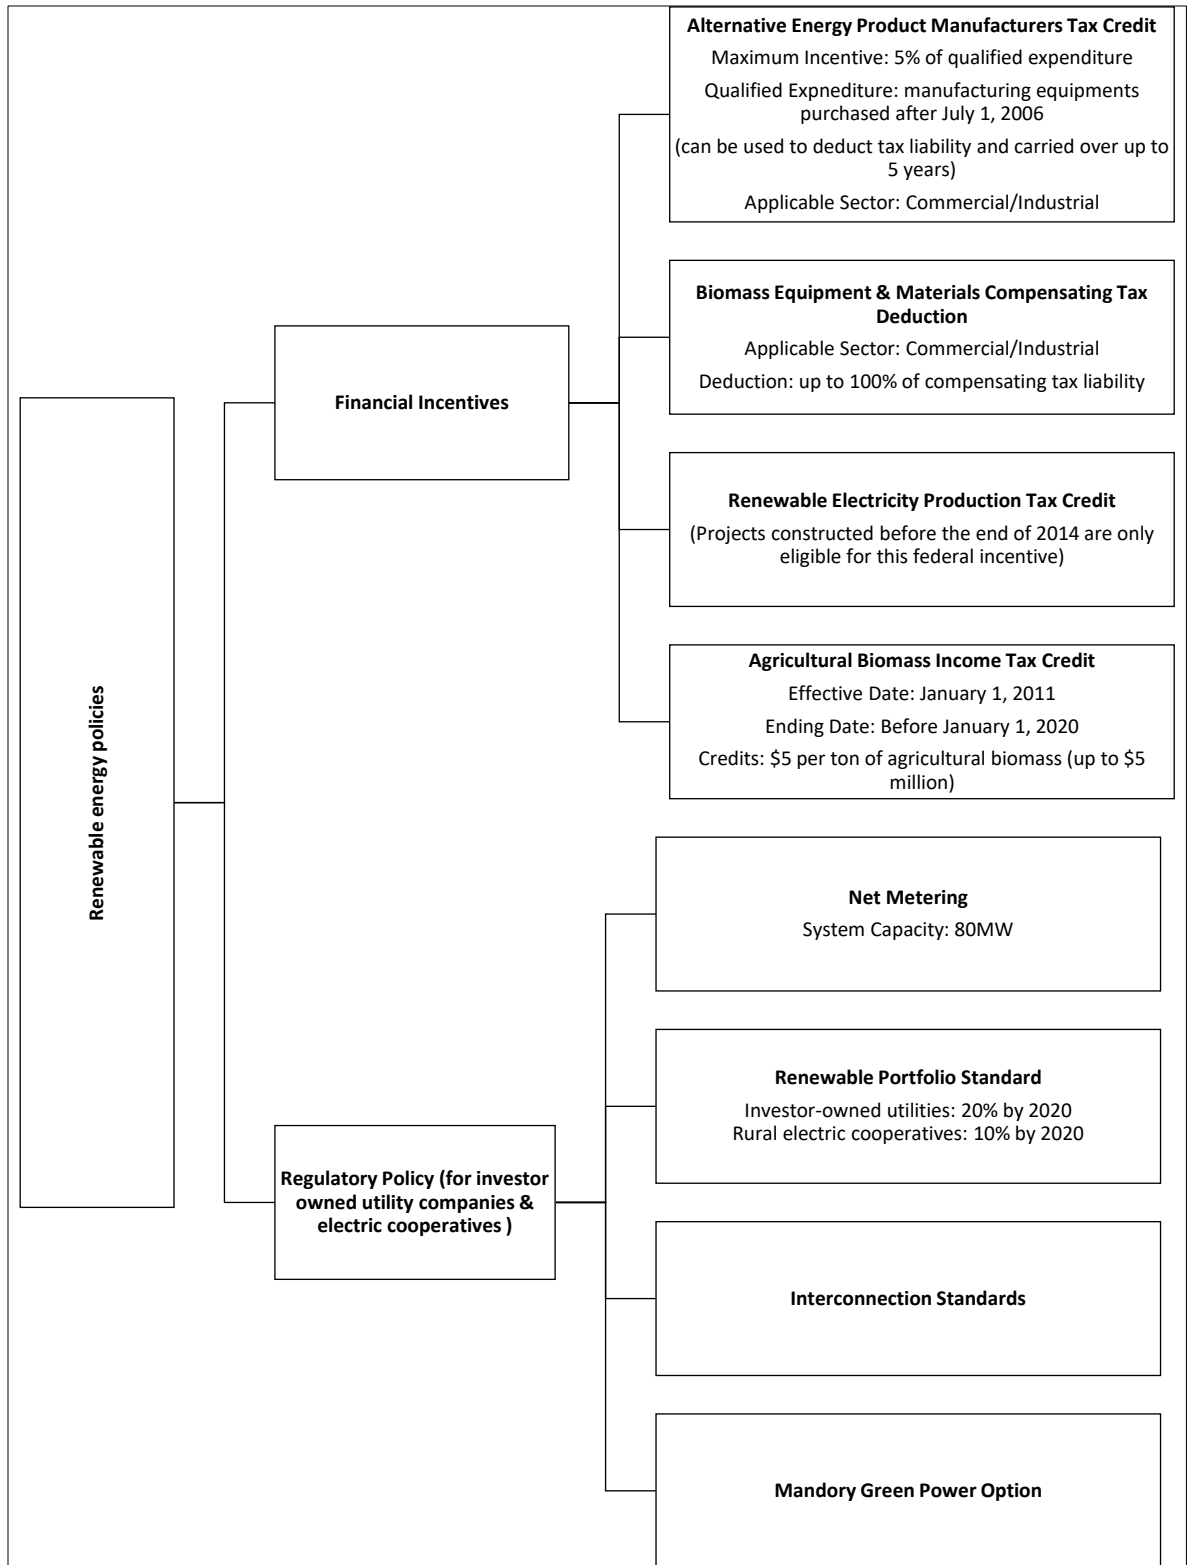 Renewable energy policies
Financial Incentives
Alternative Energy Product Manufacturers Tax Credit
Maximum Incentive: 5% of qualified expenditure
Qualified Expnediture: manufacturing equipments
purchased after July 1, 2006
(can be used to deduct tax liability and carried over up to
5 years)
Applicable Sector: Commercial/Industrial
Biomass Equipment & Materials Compensating Tax
Deduction
Applicable Sector: Commercial/Industrial
Deduction: up to 100% of compensating tax liability
Renewable Electricity Production Tax Credit
(Projects constructed before the end of 2014 are only
eligible for this federal incentive)
Agricultural Biomass Income Tax Credit
Effective Date: January 1, 2011
Ending Date: Before January 1, 2020
Credits: $5 per ton of agricultural biomass (up to $5
million)
Regulatory Policy (for investor
owned utility companies &
electric cooperatives )
Net Metering
System Capacity: 80MW
Renewable Portfolio Standard
Investor-owned utilities: 20% by 2020
Rural electric cooperatives: 10% by 2020
Interconnection Standards
Mandory Green Power Option